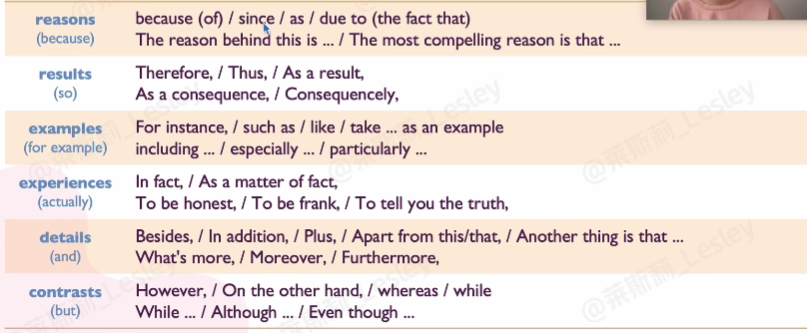 reasons because (of) / since / as / due to (the fact that)
(because) The reason behind this is ... / The most compelling reason is that ...
results Therefore, / Thus, / As a result,
(so) As a consequence, / Consequencely,
examples For instance, / such as / like / take ... as an example
(for example) including ... / especially ... / particularly ...
experiences In fact, / As a matter of fact,
(actually) To be honest, / To be frank, / To tell you the truth,
details Besides, / In addition, / Plus, / Apart from this/that, / Another thing is that ...
(and) What's more, / Moreover, / Furthermore,
contrasts However, / On the other hand, / whereas / while
(but) While ... / Although ... / Even though ...
@莱斯莉_Lesley